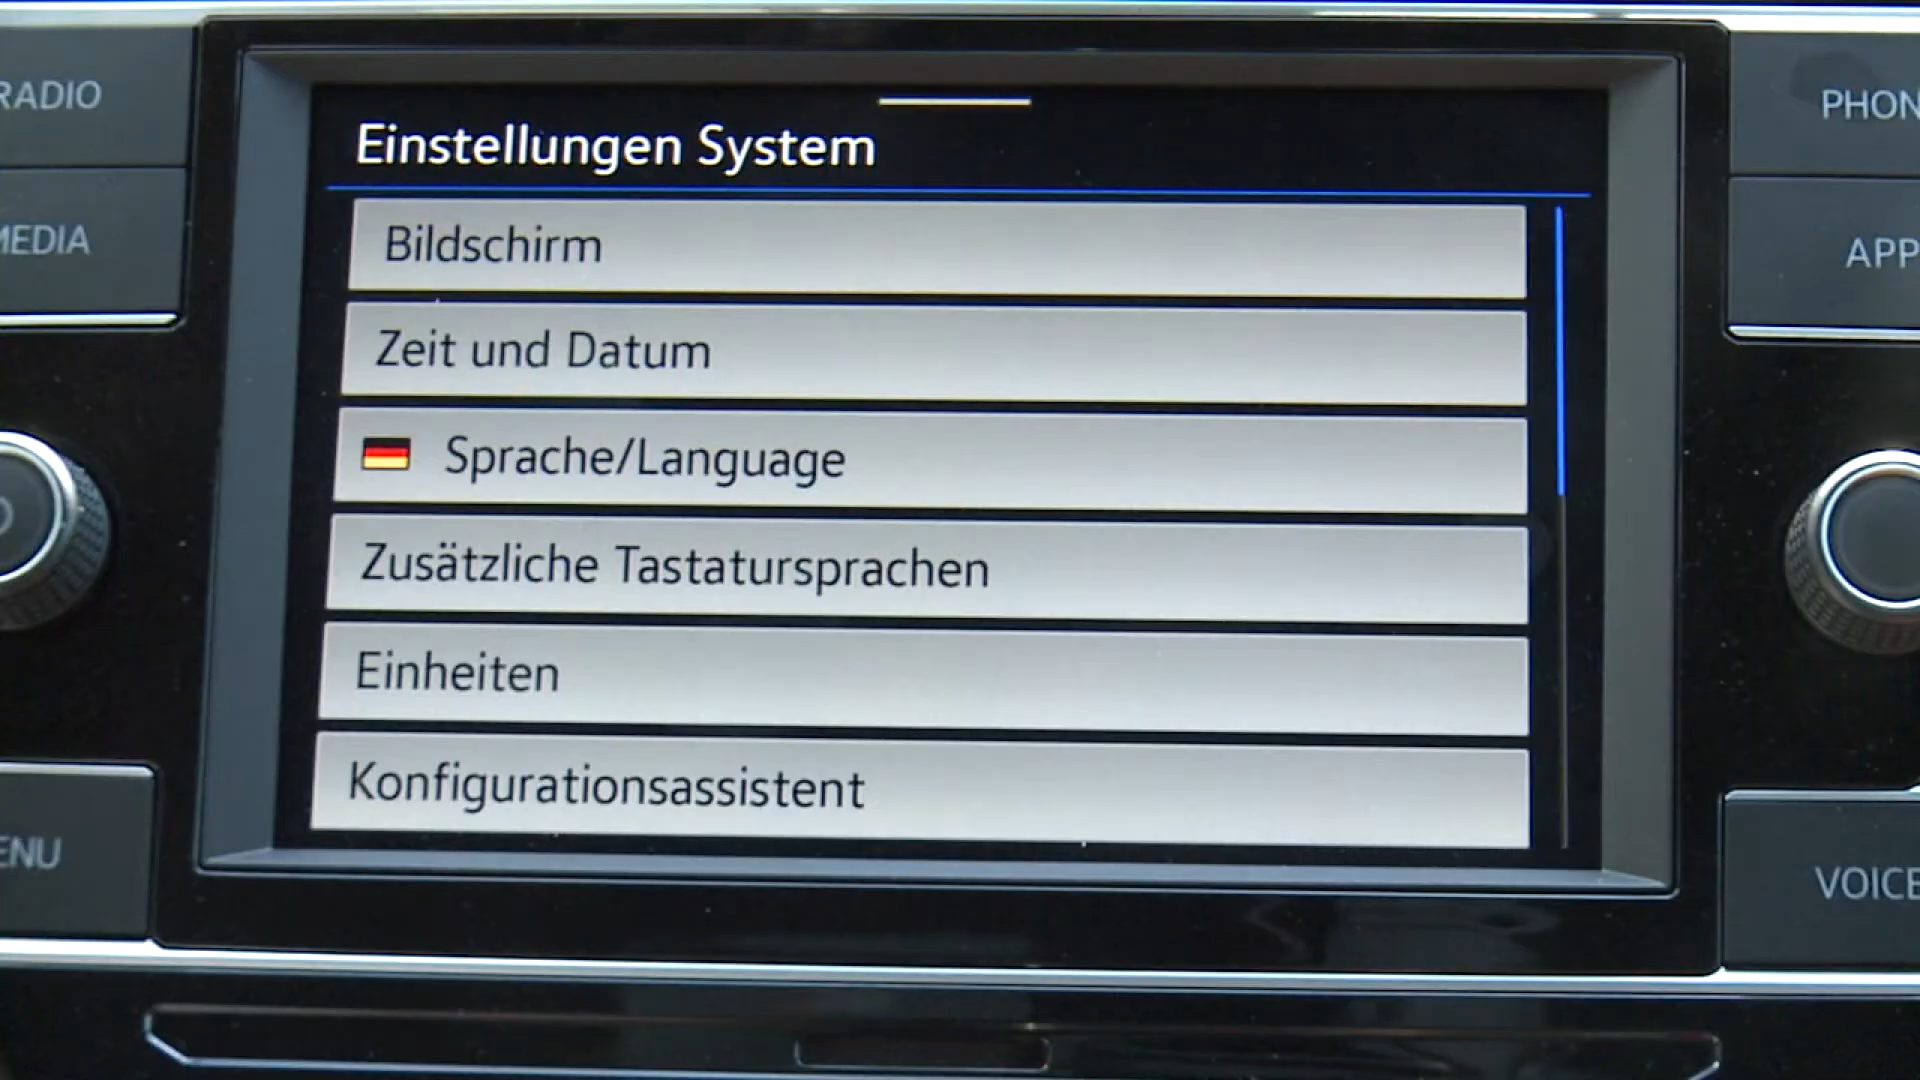 RADIO
MEDIA
Einstellungen System
Bildschirm
Zeit und Datum
Sprache/Language
Zusätzliche Tastatursprachen
Einheiten
Konfigurationsassistent
ENU
PHON
APP
VOICE